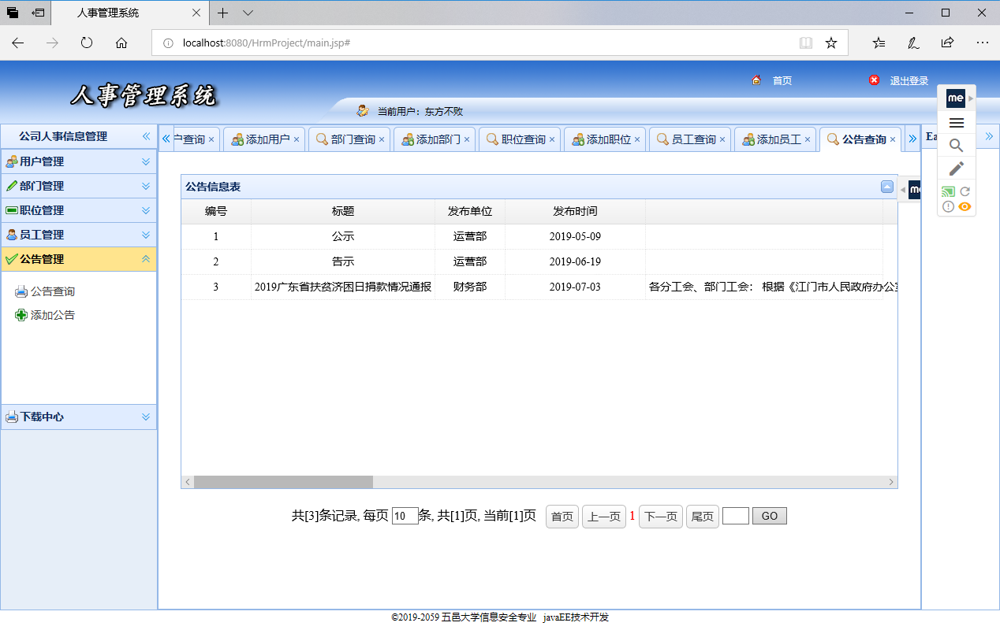 人事管理系统
localhost:8080/HrmProject/main.jsp#
人事管理系统
首页
退出登录
当前用户：东方不败
me
公司人事信息管理
户查询 添加用户 部门查询 添加部门 职位查询 添加职位 员工查询 添加员工 公告查询
Ea
用户管理
部门管理
职位管理
员工管理
公告管理
公告查询
添加公告
下载中心
公告信息表
me
编号 标题 发布单位 发布时间
1 公示 运营部 2019-05-09
2 告示 运营部 2019-06-19
3 2019广东省扶贫济困日捐款情况通报 财务部 2019-07-03 各分工会、部门工会： 根据《江门市人民政府办公室
共[3]条记录, 每页 10 条, 共[1]页, 当前[1]页 首页 上一页 1 下一页 尾页 GO
©2019-2059 五邑大学信息安全专业 javaEE技术开发